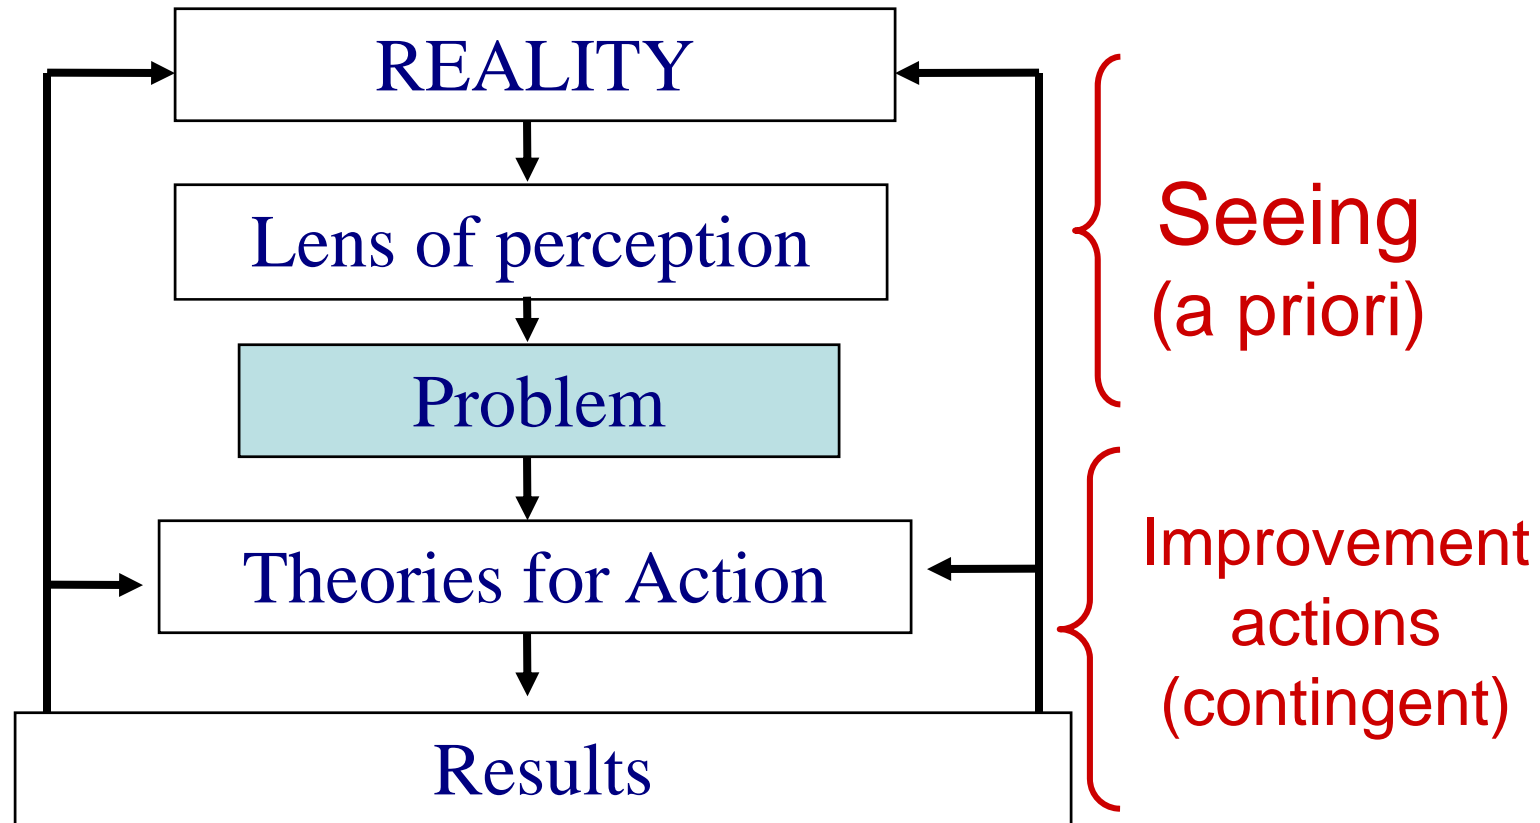 REALITY
Lens of perception
Problem
Theories for Action
Results
Seeing
(a priori)
Improvement
actions
(contingent)